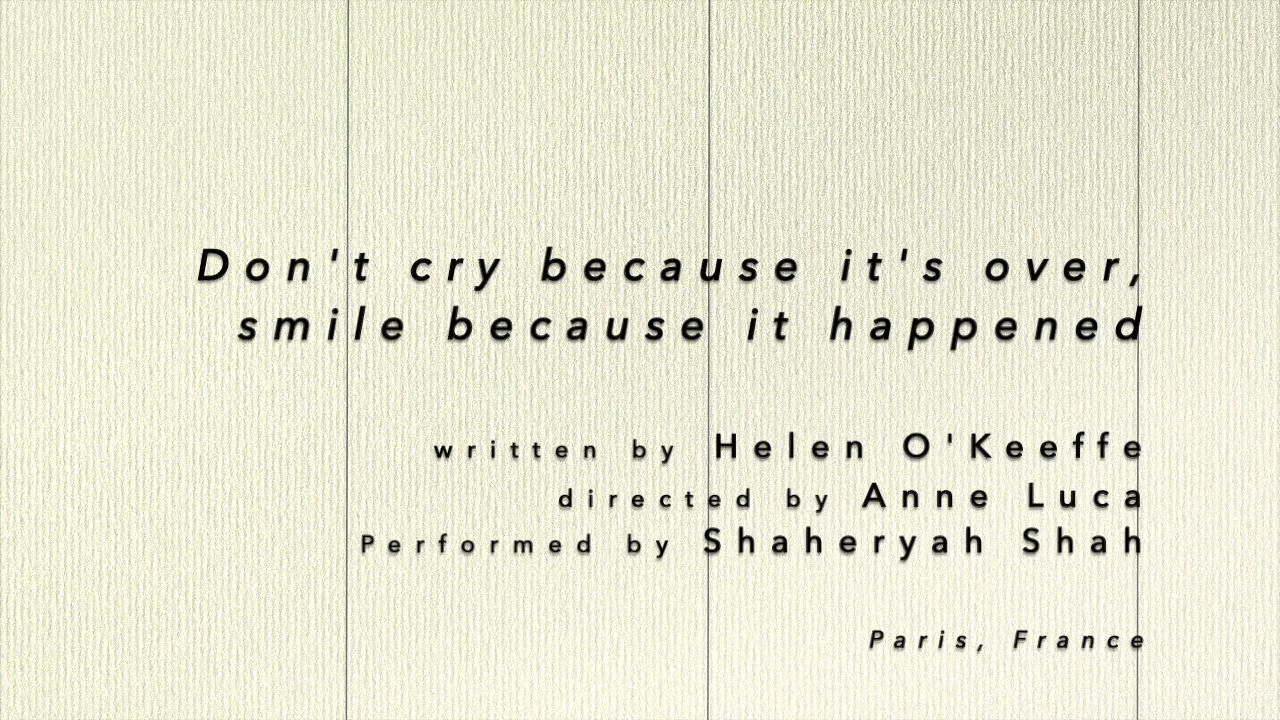 Don't cry because it's over,
smile because it happened
written by Helen O'Keeffe
directed by Anne Luca
Performed by Shaheryah Shah
Paris, France